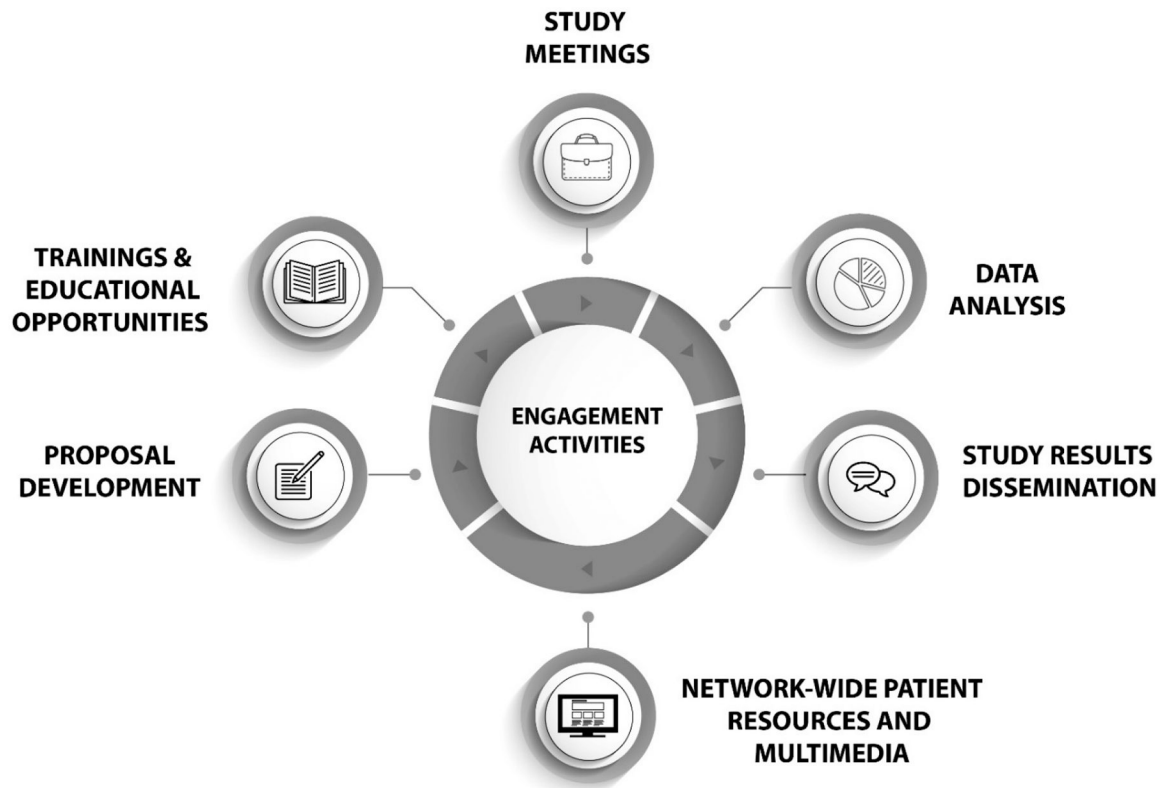 STUDY
MEETINGS
TRAININGS &
EDUCATIONAL
OPPORTUNITIES
DATA
ANALYSIS
ENGAGEMENT
ACTIVITIES
PROPOSAL
DEVELOPMENT
STUDY RESULTS
DISSEMINATION
NETWORK-WIDE PATIENT
RESOURCES AND
MULTIMEDIA